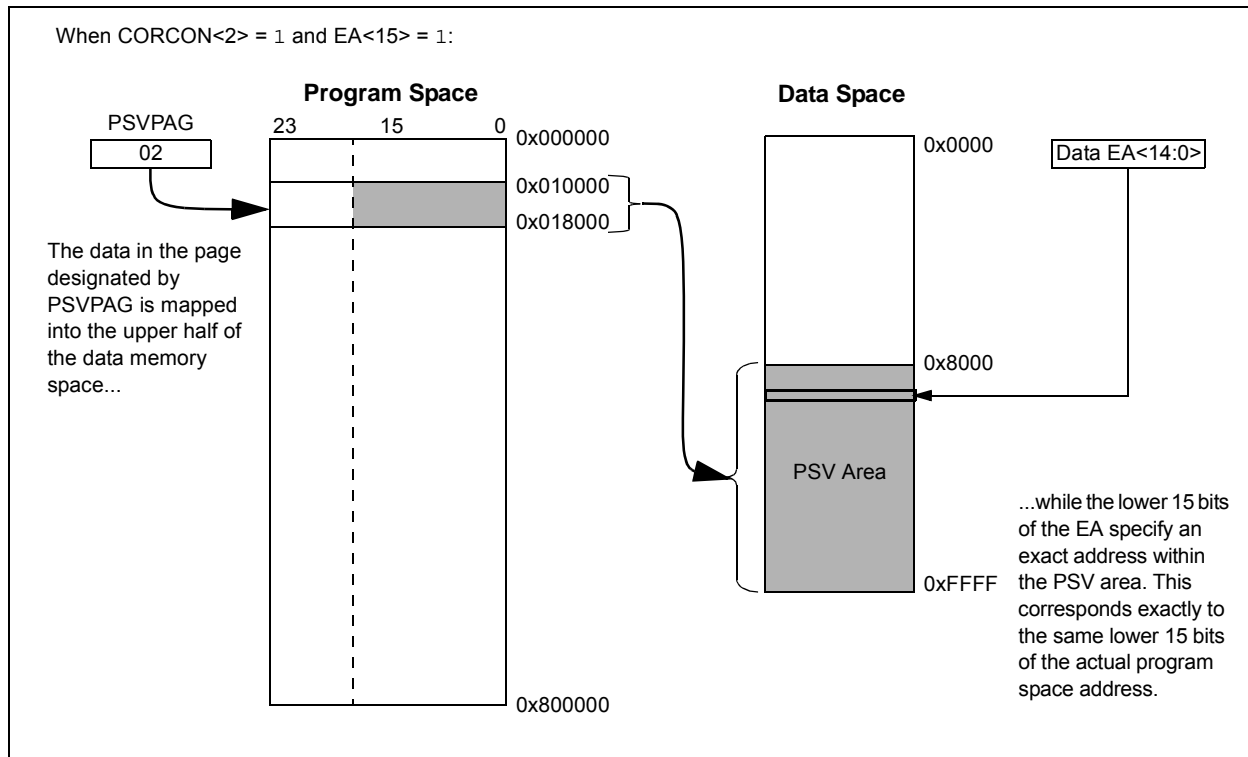 When CORCON<2> = 1 and EA<15> = 1:
Program Space
Data Space
PSVPAG
02
23 15 0
0x000000
0x010000
0x018000
0x800000
The data in the page
designated by
PSVPAG is mapped
into the upper half of
the data memory
space...
0x0000
0x8000
0xFFFF
PSV Area
Data EA<14:0>
...while the lower 15 bits
of the EA specify an
exact address within
the PSV area. This
corresponds exactly to
the same lower 15 bits
of the actual program
space address.